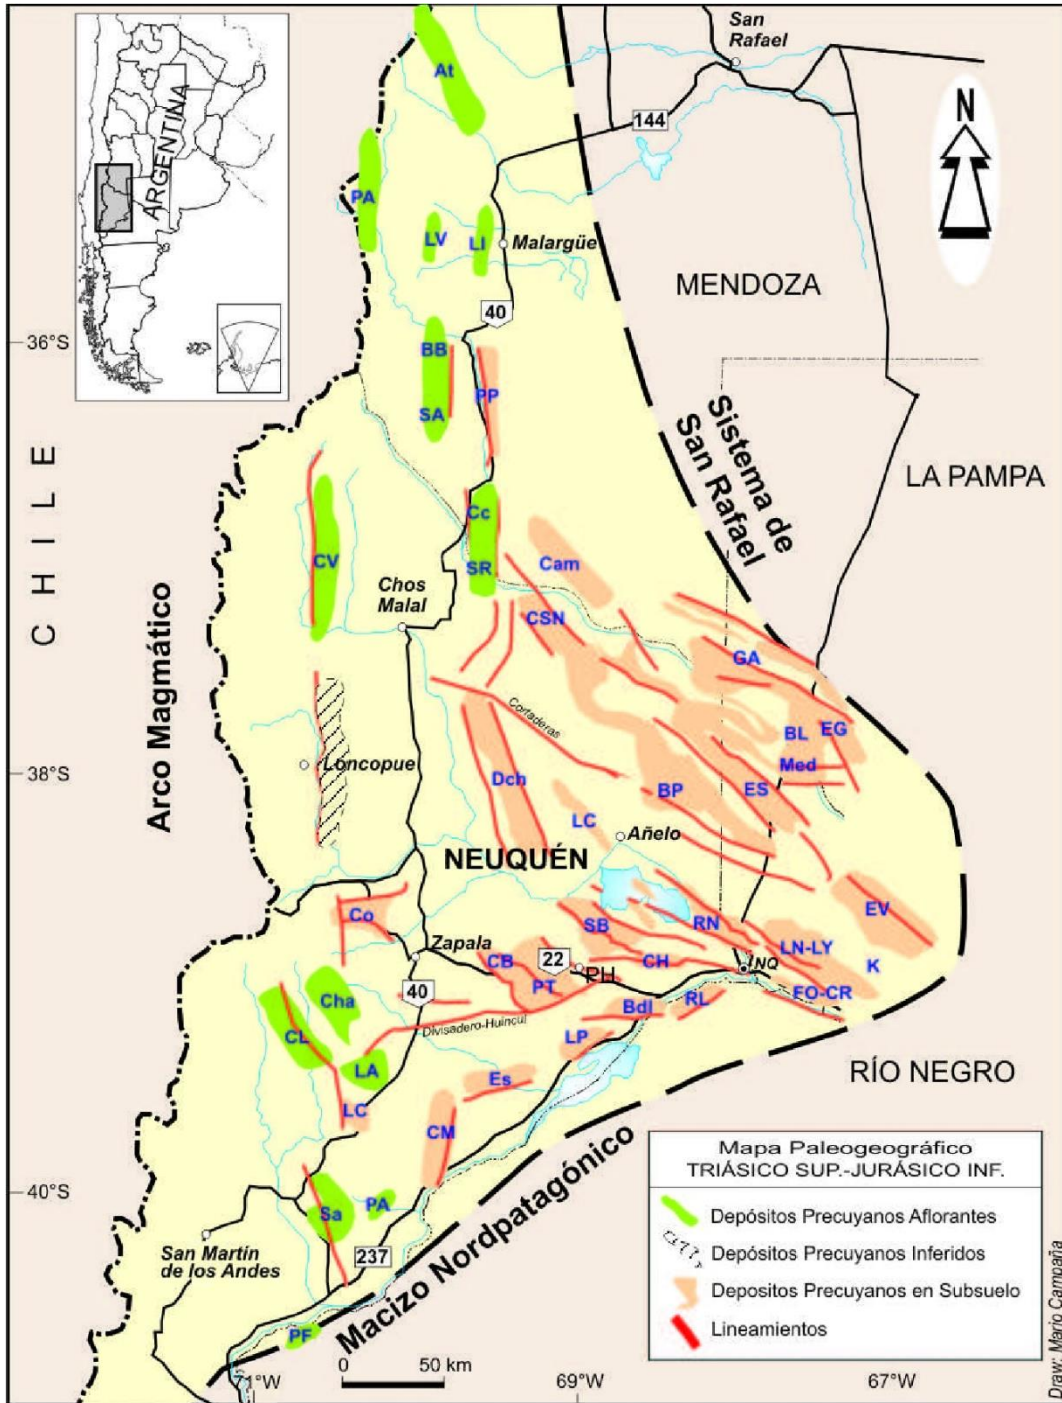 San
Rafael
At
144
N
ARGENTINA
PA
LV
LI
Malargüe
MENDOZA
40
36°S
BB
PP
SA
Sistema de
San Rafael
LA PAMPA
CHILE
Cc
CV
SR
Cam
Chos
Malal
CSN
GA
Arco Magmático
Cortaderas
BL
EG
Loncopue
Med
38°S
Dch
BP
ES
LC
Añelo
NEUQUÉN
Co
EV
SB
RN
Zapala
LN-LY
CB
22
PH
CH
NQ
K
PT
40
FO-CR
Cha
Bdl
RL
Divisadero-Huincul
CL
LP
LA
Es
RÍO NEGRO
LC
CM
Macizo Nordpatagónico
Mapa Paleogeográfico
TRIÁSICO SUP.-JURÁSICO INF.
40°S
Sa
PA
Depósitos Precuyanos Aflorantes
San Martín
de los Andes
237
Depósitos Precuyanos Inferidos
Depositos Precuyanos en Subsuelo
PF
Lineamientos
0 50 km
71°W
69°W
67°W
Draw: Mario Campaña